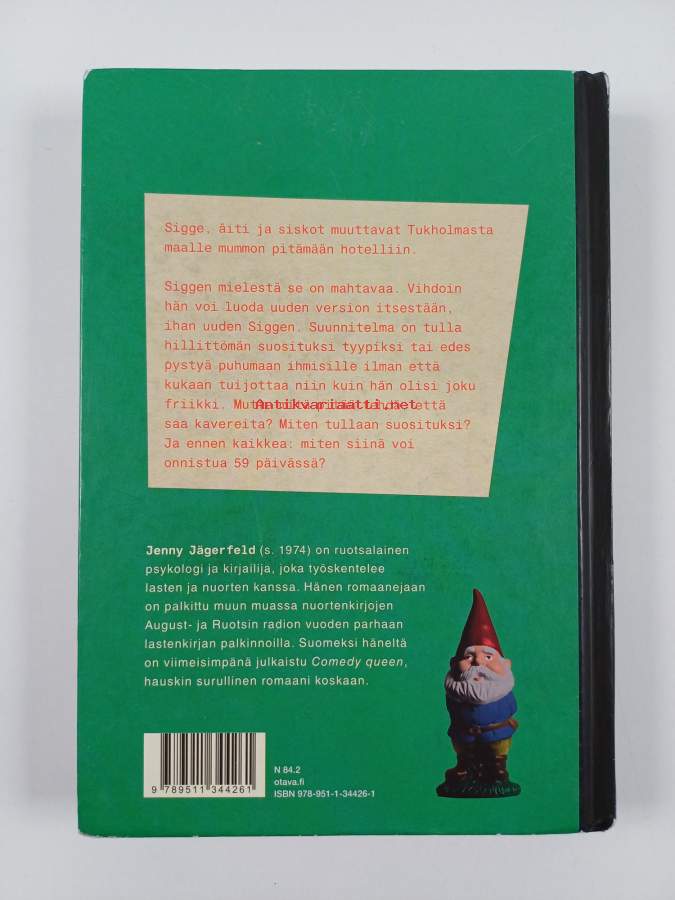 Sigge, äiti ja siskot muuttavat Tukholmasta
maalle mummon pitämään hotelliin.
Siggen mielestä se on mahtavaa. Vihdoin
hän voi luoda uuden version itsestään,
ihan uuden Siggen. Suunnitelma on tulla
hillittömän suosituksi tyypiksi tai edes
pystyä puhumaan ihmisille ilman että
kukaan tuijottaa niin kuin hän olisi joku
friikki. että
Antikvariaatti.net
saa kavereita? Miten tullaan suosituksi?
Ja ennen kaikkea: miten siinä voi
onnistua 59 päivässä?
Jenny Jägerfeld (s. 1974) on ruotsalainen
psykologi ja kirjailija, joka työskentelee
lasten ja nuorten kanssa. Hänen romaanejaan
on palkittu muun muassa nuortenkirjojen
August- ja Ruotsin radion vuoden parhaan
lastenkirjan palkinnoilla. Suomeksi häneltä
on viimeisimpänä julkaistu Comedy queen,
hauskin surullinen romaani koskaan.
N 84.2
otava.fi
ISBN 978-951-1-34426-1
9 789511 344261